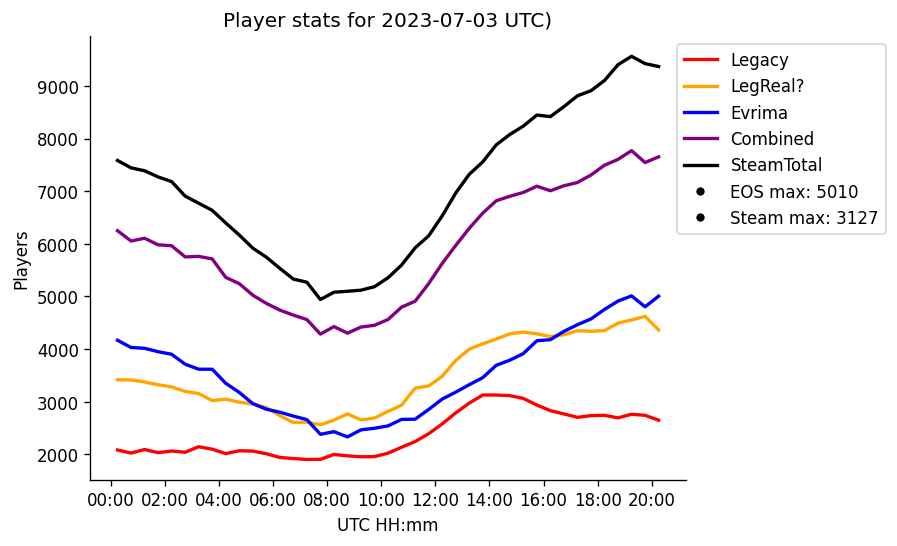 Player stats for 2023-07-03 UTC)
Legacy
LegReal?
Evrima
Combined
SteamTotal
EOS max: 5010
Steam max: 3127
Players
9000
8000
7000
6000
5000
4000
3000
2000
00:00 02:00 04:00 06:00 08:00 10:00 12:00 14:00 16:00 18:00 20:00
UTC HH:mm